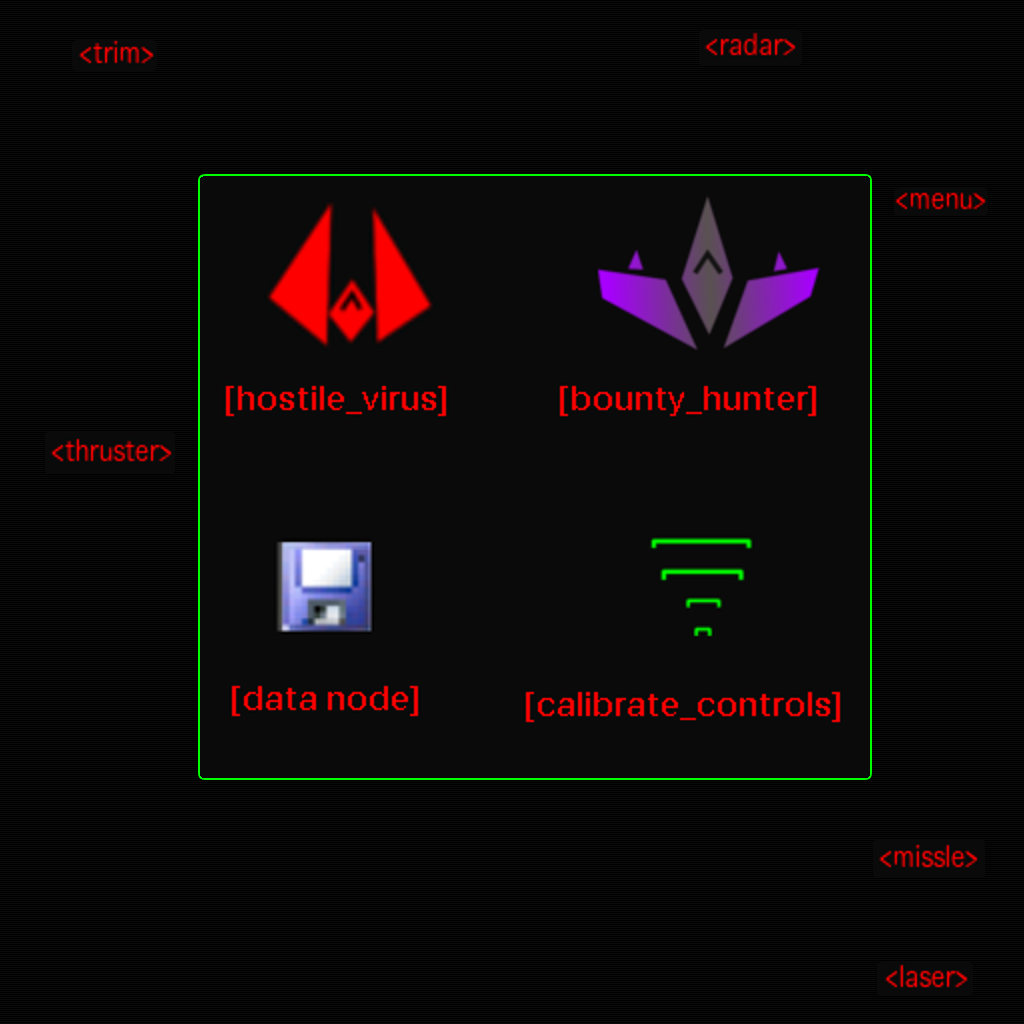 <trim>
<radar>
<menu>
[hostile_virus]
[bounty_hunter]
<thruster>
[data node]
[calibrate_controls]
<missle>
<laser>